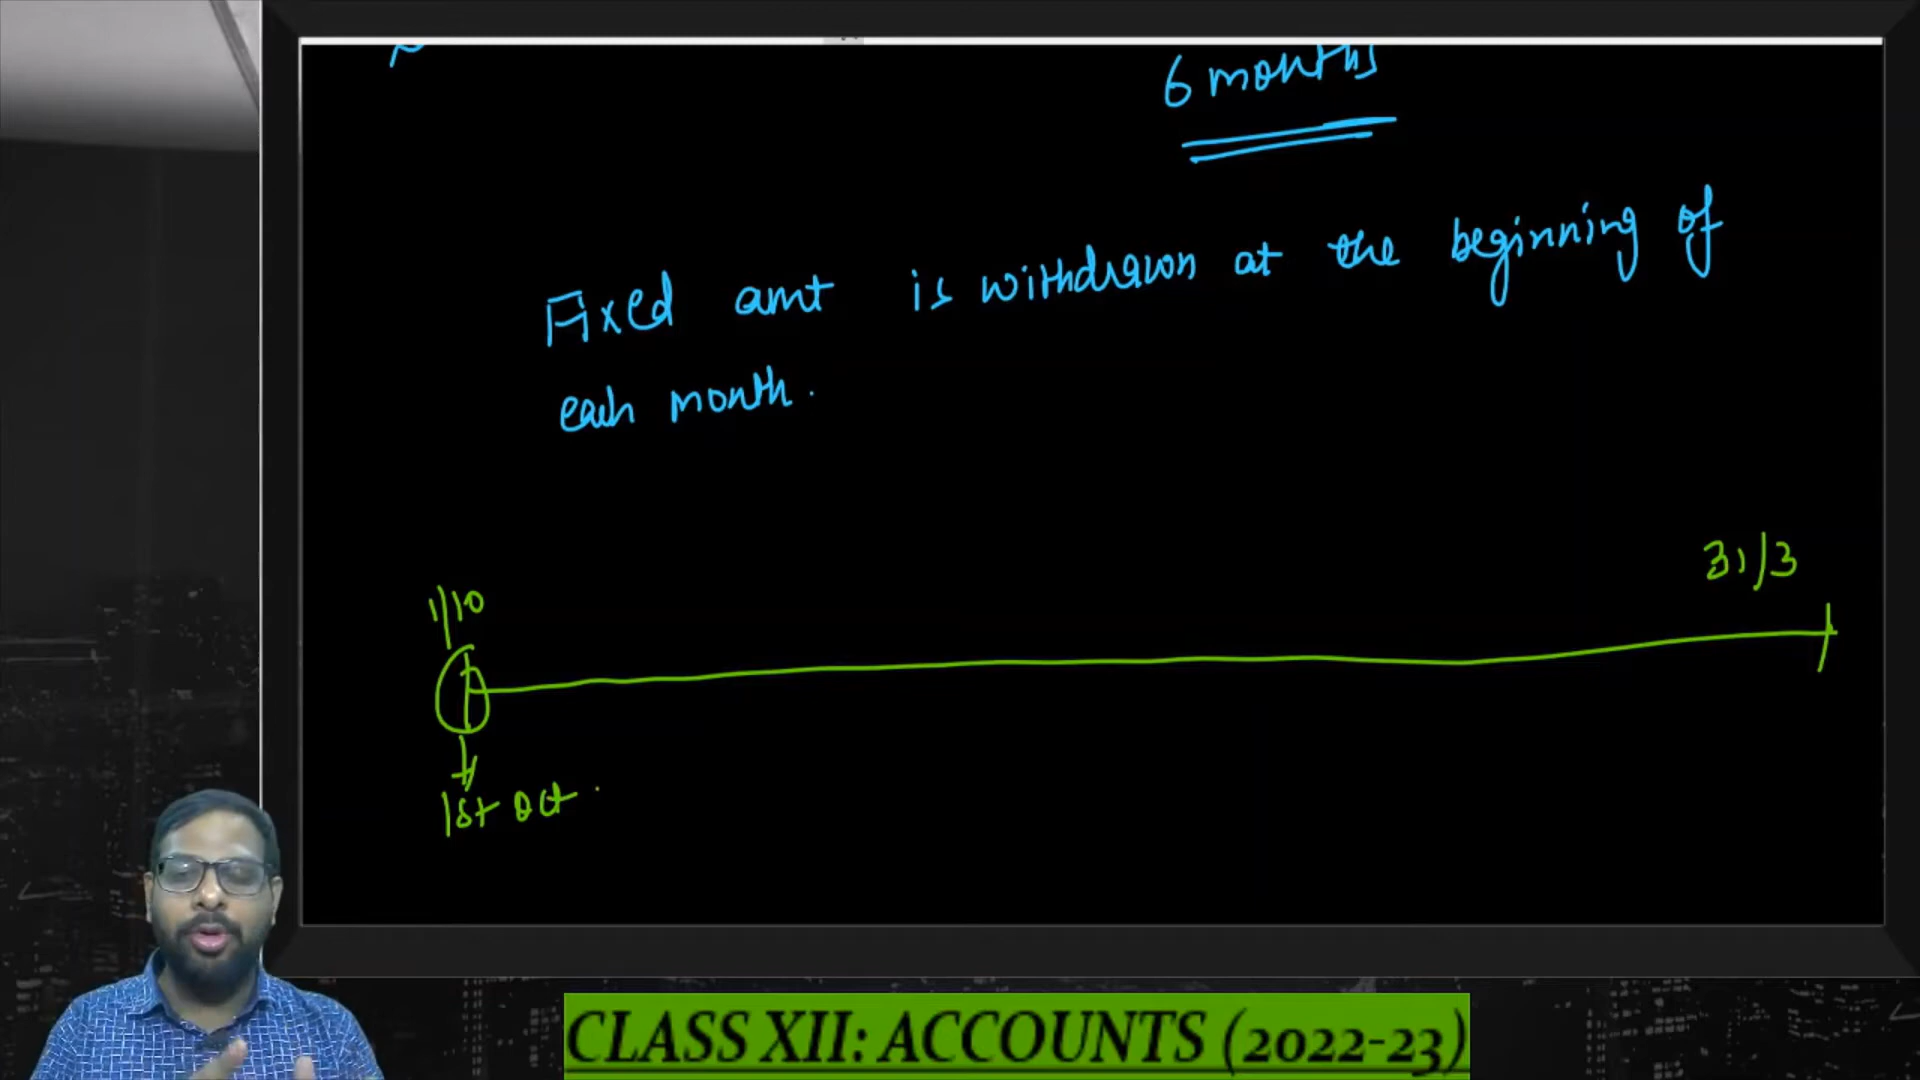 6 months
Fixed amt is withdrawn at the beginning of
each month.
31/3
1/10
1st oct.
CLASS XII: ACCOUNTS (2022-23)